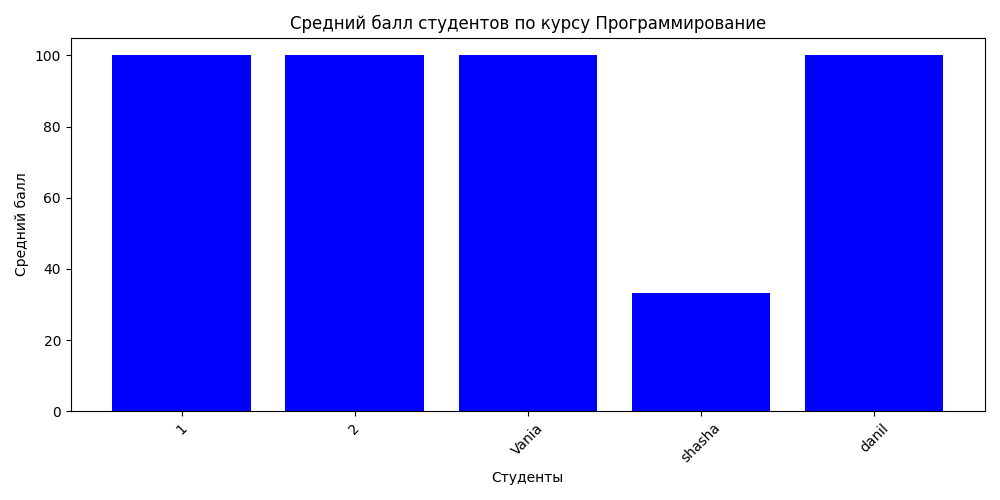 Средний балл студентов по курсу Программирование
Средний балл
100
80
60
40
20
0
1
2
Vania
shasha
danil
Студенты